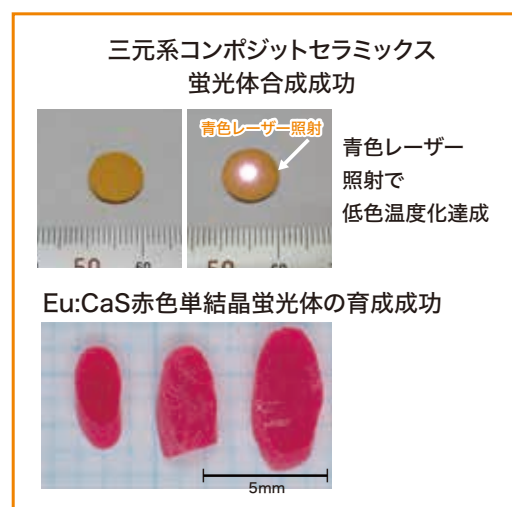 三元系コンポジットセラミックス
蛍光体合成成功
青色レーザー照射
青色レーザー
照射で
低色温度化達成
50
60
50
60
Eu:CaS赤色単結晶蛍光体の育成成功
5mm